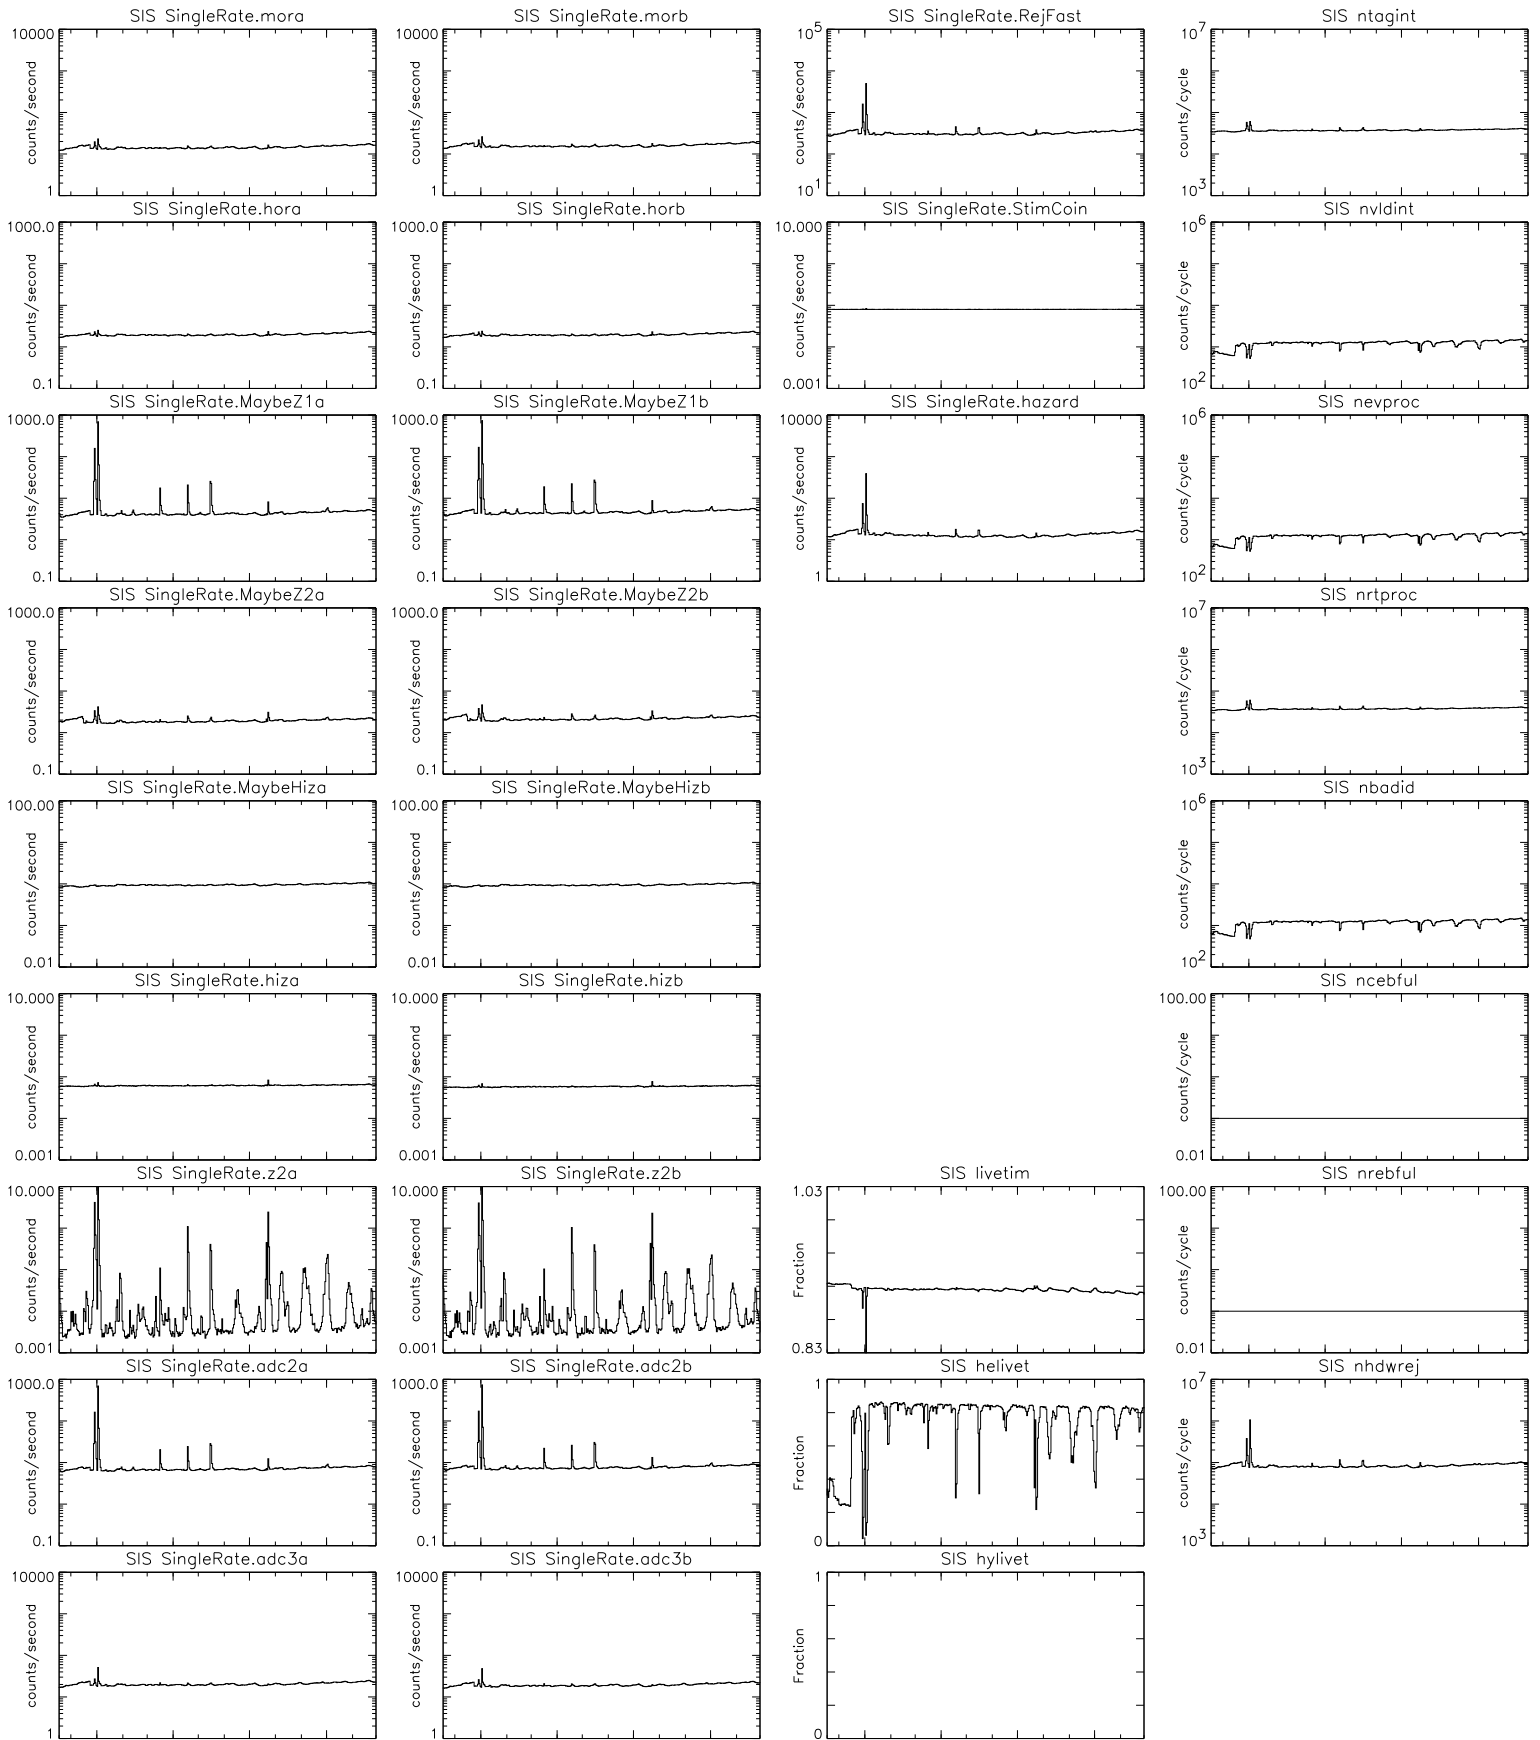 SIS SingleRate.mora
10000
counts/second
1
SIS SingleRate.morb
10000
counts/second
1
SIS SingleRate.RejFast
10^5
counts/second
10^1
SIS ntagint
10^7
counts/cycle
10^3
SIS SingleRate.hora
1000.0
counts/second
0.1
SIS SingleRate.horb
1000.0
counts/second
0.1
SIS SingleRate.StimCoin
10.000
counts/second
0.001
SIS nvldint
10^6
counts/cycle
10^2
SIS SingleRate.MaybeZ1a
1000.0
counts/second
0.1
SIS SingleRate.MaybeZ1b
1000.0
counts/second
0.1
SIS SingleRate.hazard
10000
counts/second
1
SIS nevproc
10^6
counts/cycle
10^2
SIS SingleRate.MaybeZ2a
1000.0
counts/second
0.1
SIS SingleRate.MaybeZ2b
1000.0
counts/second
0.1
SIS nrtproc
10^7
counts/cycle
10^3
SIS SingleRate.MaybeHiza
100.00
counts/second
0.01
SIS SingleRate.MaybeHizb
100.00
counts/second
0.01
SIS nbadid
10^6
counts/cycle
10^2
SIS SingleRate.hiza
10.000
counts/second
0.001
SIS SingleRate.hizb
10.000
counts/second
0.001
SIS ncebful
100.00
counts/cycle
0.01
SIS SingleRate.z2a
10.000
counts/second
0.001
SIS SingleRate.z2b
10.000
counts/second
0.001
SIS livetim
1.03
Fraction
0.83
SIS nrebful
100.00
counts/cycle
0.01
SIS SingleRate.adc2a
1000.0
counts/second
0.1
SIS SingleRate.adc2b
1000.0
counts/second
0.1
SIS helivet
1
Fraction
0
SIS nhdwrej
10^7
counts/cycle
10^3
SIS SingleRate.adc3a
10000
counts/second
1
SIS SingleRate.adc3b
10000
counts/second
1
SIS hylivet
1
Fraction
0